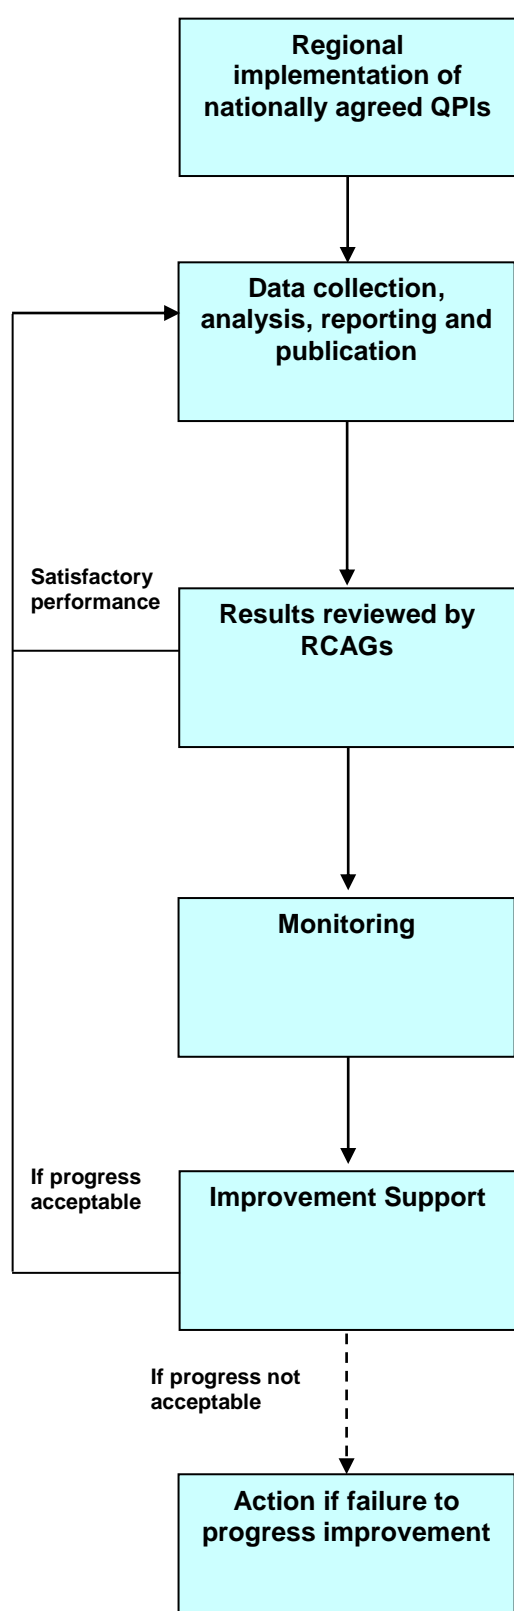 Regional
implementation of
nationally agreed QPIs
Data collection,
analysis, reporting and
publication
Satisfactory
performance
Results reviewed by
RCAGs
Monitoring
If progress
acceptable
Improvement Support
If progress not
acceptable
Action if failure to
progress improvement